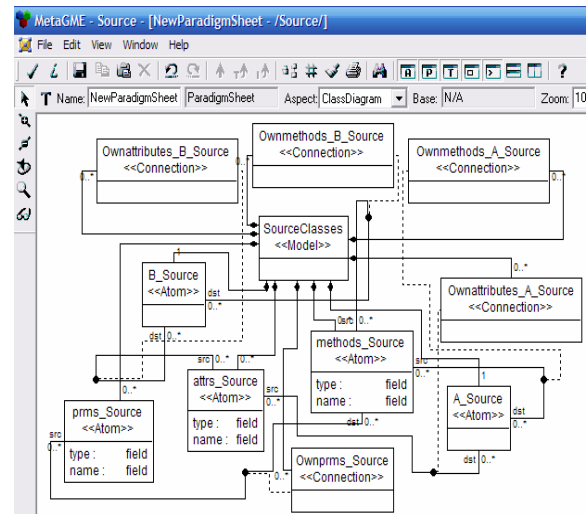 MetaGME - Source - [NewParadigmSheet - /Source/]
File Edit View Window Help
Name: NewParadigmSheet ParadigmSheet Aspect: ClassDiagram Base: N/A Zoom: 10
Ownattributes_B_Source
<<Connection>>
0..*
Ownmethods_B_Source
<<Connection>>
0..*
Ownmethods_A_Source
<<Connection>>
0..*
SourceClasses
<<Model>>
B_Source
<<Atom>>
1
dst
0..*
dst 0..*
0..*
Ownattributes_A_Source
<<Connection>>
methods_Source
<<Atom>>
type : field
name : field
0src 0..*
src
0..*
dst 0..*
attrs_Source
<<Atom>>
type : field
name : field
src 0..* 0..*
src
0..*
prms_Source
<<Atom>>
type : field
name : field
0..*
src
0..*
A_Source
<<Atom>>
1
dst
0..*
dst 0..*
Ownprms_Source
<<Connection>>
0..*